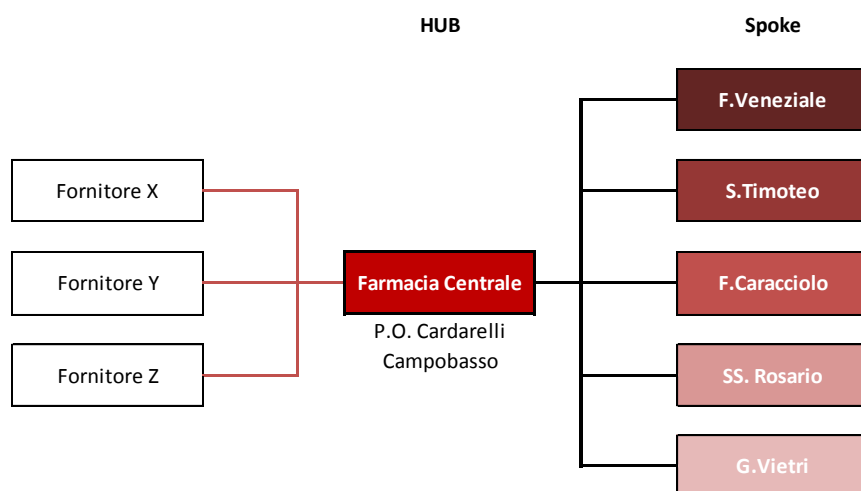 HUB
Spoke
F.Veneziale
Fornitore X
S.Timoteo
Fornitore Y
Farmacia Centrale
F.Caracciolo
P.O. Cardarelli
Campobasso
Fornitore Z
SS. Rosario
G.Vietri